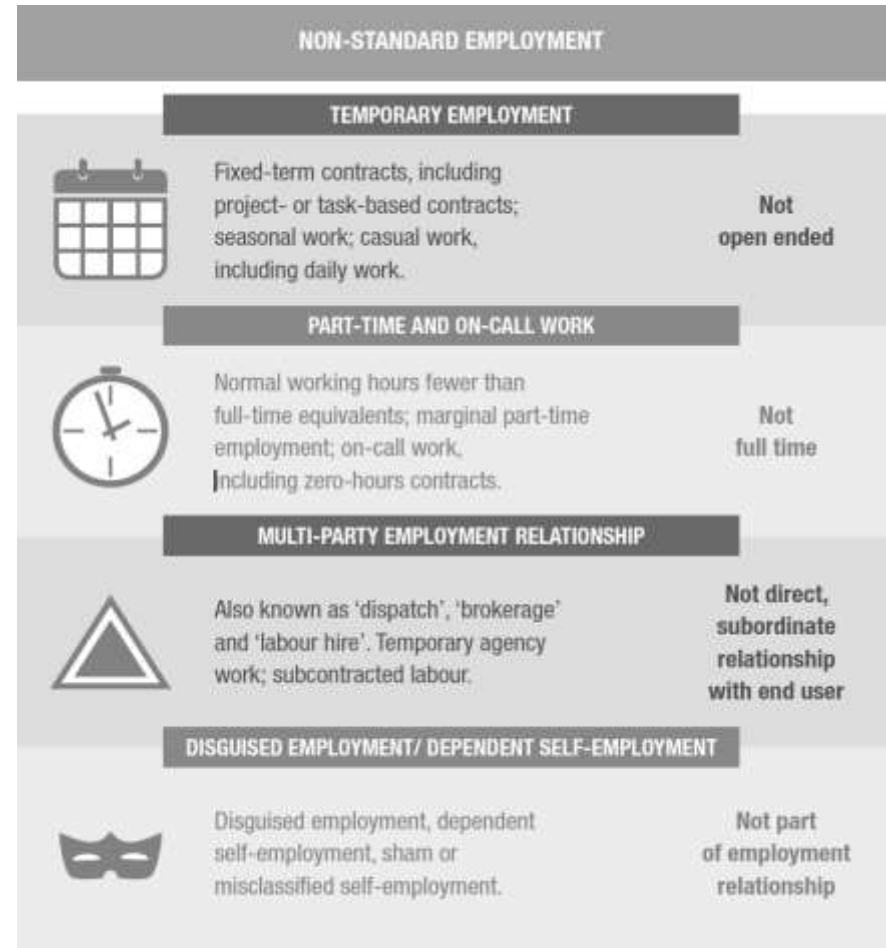 NON-STANDARD EMPLOYMENT
TEMPORARY EMPLOYMENT
Fixed-term contracts, including
project- or task-based contracts;
seasonal work; casual work,
including daily work.
Not
open ended
PART-TIME AND ON-CALL WORK
Normal working hours fewer than
full-time equivalents; marginal part-time
employment; on-call work,
including zero-hours contracts.
Not
full time
MULTI-PARTY EMPLOYMENT RELATIONSHIP
Also known as ‘dispatch’, ‘brokerage’
and ‘labour hire’. Temporary agency
work; subcontracted labour.
Not direct,
subordinate
relationship
with end user
DISGUISED EMPLOYMENT/ DEPENDENT SELF-EMPLOYMENT
Disguised employment, dependent
self-employment, sham or
misclassified self-employment.
Not part
of employment
relationship